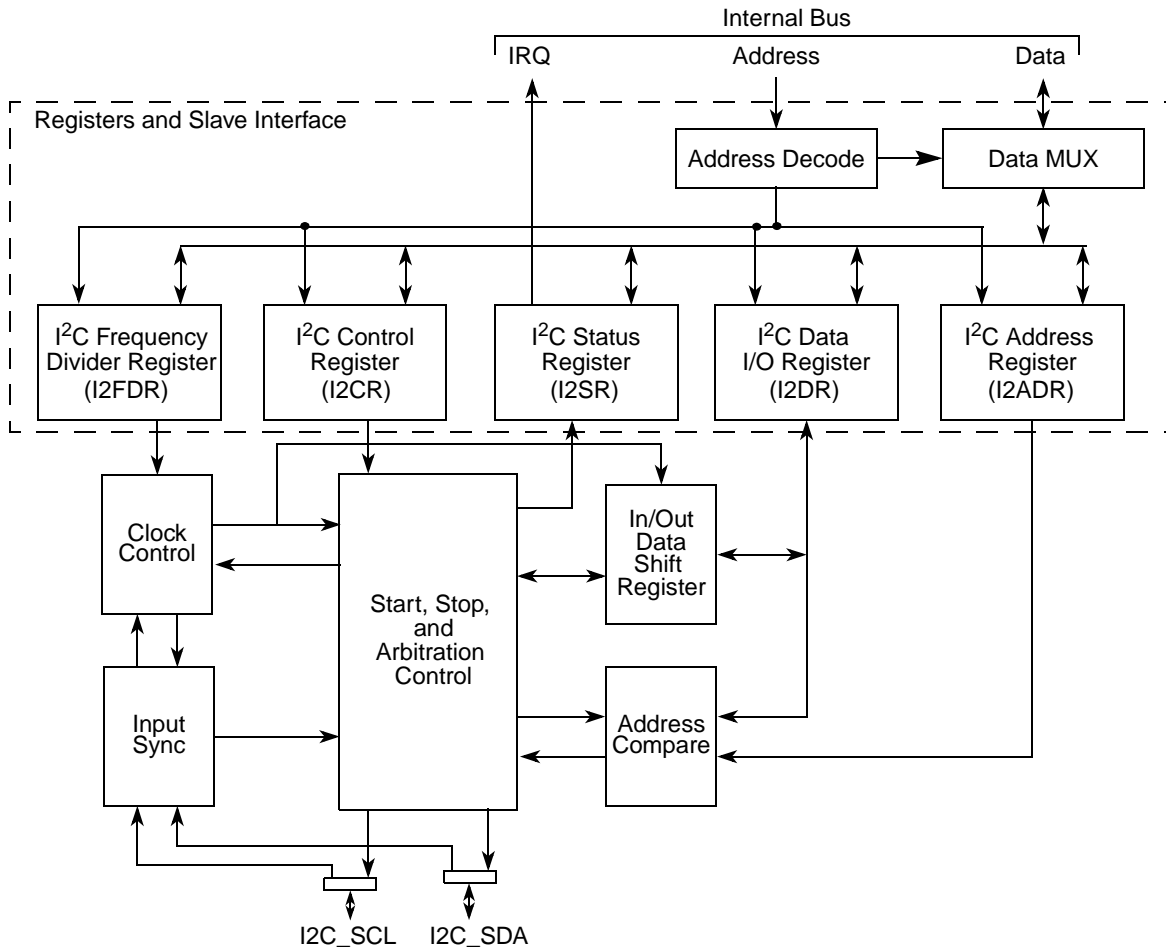 Internal Bus
IRQ
Address
Data
Registers and Slave Interface
Address Decode
Data MUX
I²C Frequency
Divider Register
(I2FDR)
I²C Control
Register
(I2CR)
I²C Status
Register
(I2SR)
I²C Data
I/O Register
(I2DR)
I²C Address
Register
(I2ADR)
Clock
Control
Start, Stop,
and
Arbitration
Control
In/Out
Data
Shift
Register
Input
Sync
Address
Compare
I2C_SCL
I2C_SDA